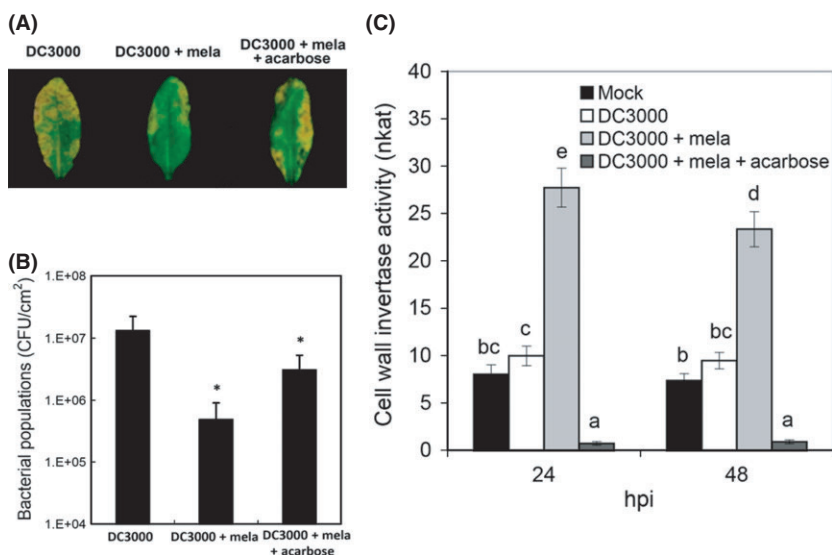 (A)
DC3000
DC3000 + mela
DC3000 + mela
+ acarbose
(B)
Bacterial populations (CFU/cm²)
1.E+08
1.E+07
1.E+06
1.E+05
1.E+04
*
*
DC3000
DC3000 + mela
DC3000 + mela
+ acarbose
(C)
Cell wall invertase activity (nkat)
40
35
30
25
20
15
10
5
0
Mock
DC3000
DC3000 + mela
DC3000 + mela + acarbose
bc
c
e
a
b
bc
d
a
24
48
hpi